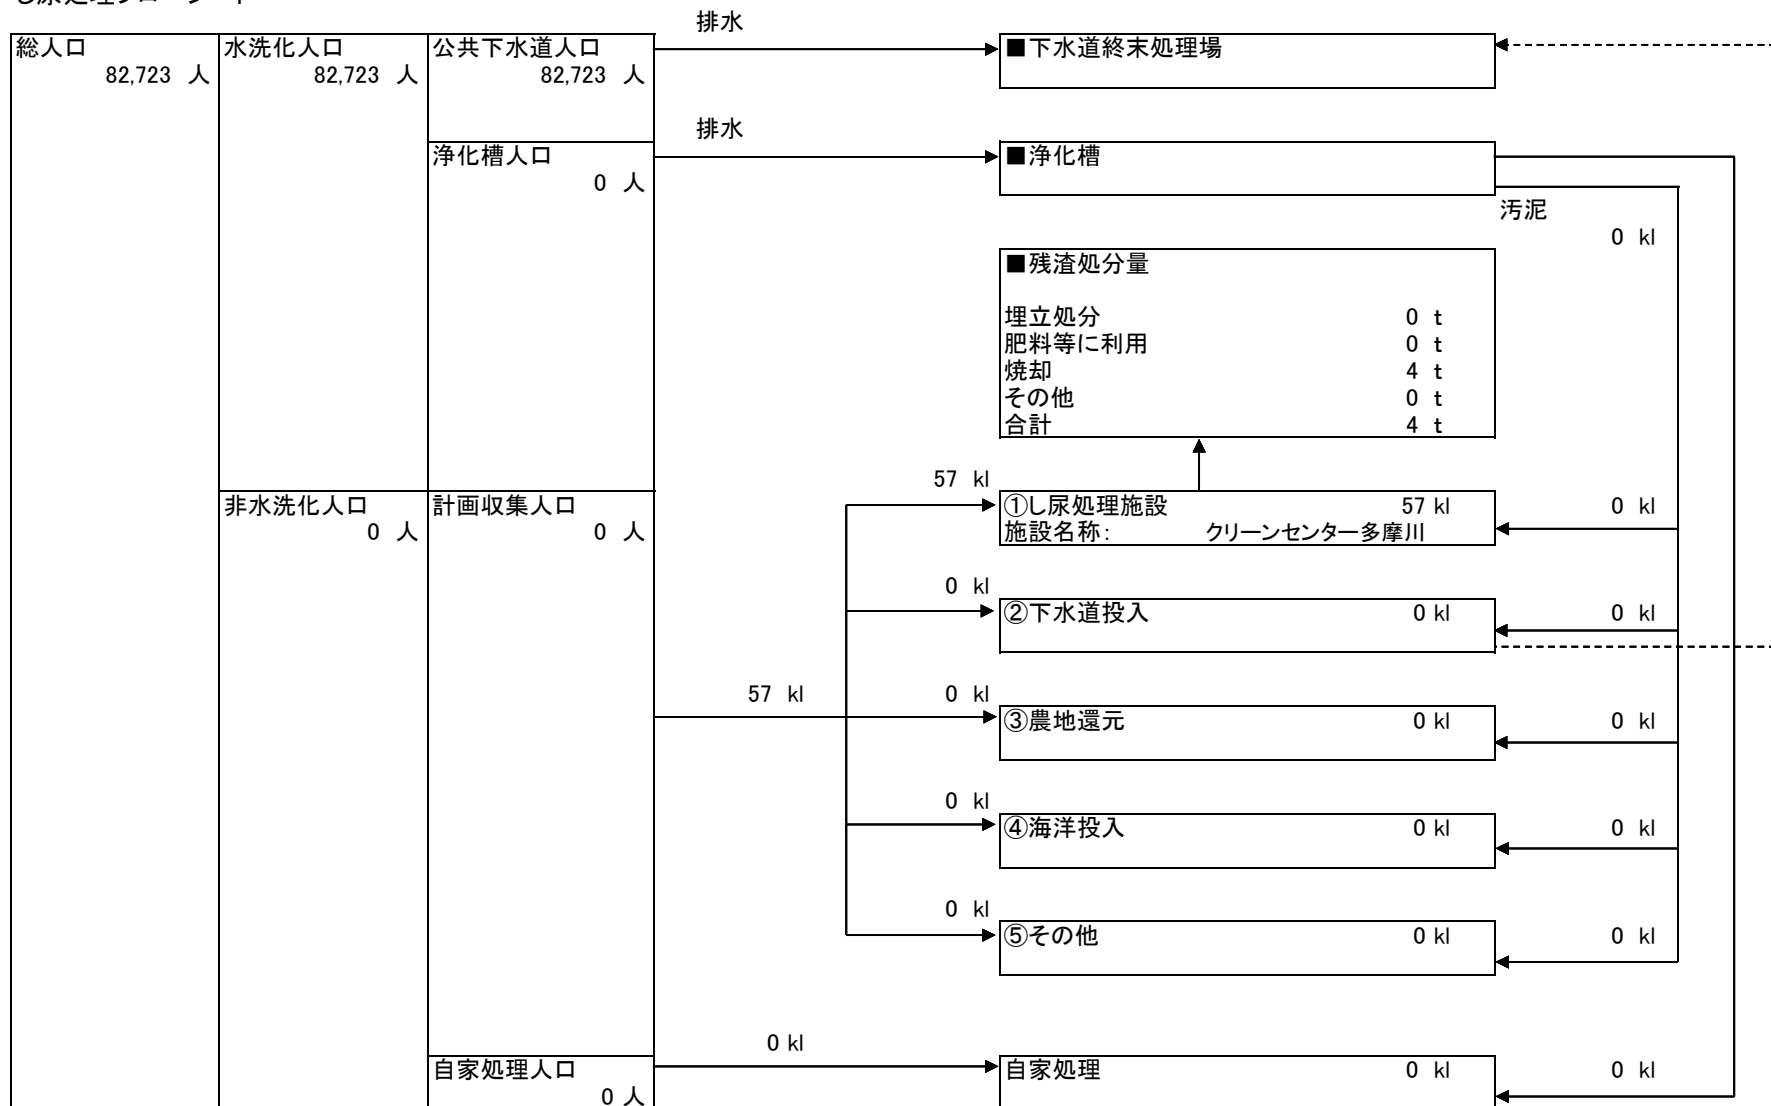 排水
総人口 水洗化人口 公共下水道人口 ■下水道終末処理場
82,723 人 82,723 人 82,723 人
排水
浄化槽人口 ■浄化槽
0 人
汚泥
0 kl
■残渣処分量
埋立処分 0 t
肥料等に利用 0 t
焼却 4 t
その他 0 t
合計 4 t
57 kl
非水洗化人口 計画収集人口 ①し尿処理施設 57 kl 0 kl
0 人 0 人 施設名称: クリーンセンター多摩川
0 kl
②下水道投入 0 kl 0 kl
57 kl 0 kl
③農地還元 0 kl 0 kl
0 kl
④海洋投入 0 kl 0 kl
0 kl
⑤その他 0 kl 0 kl
0 kl
自家処理人口 自家処理 0 kl 0 kl
0 人